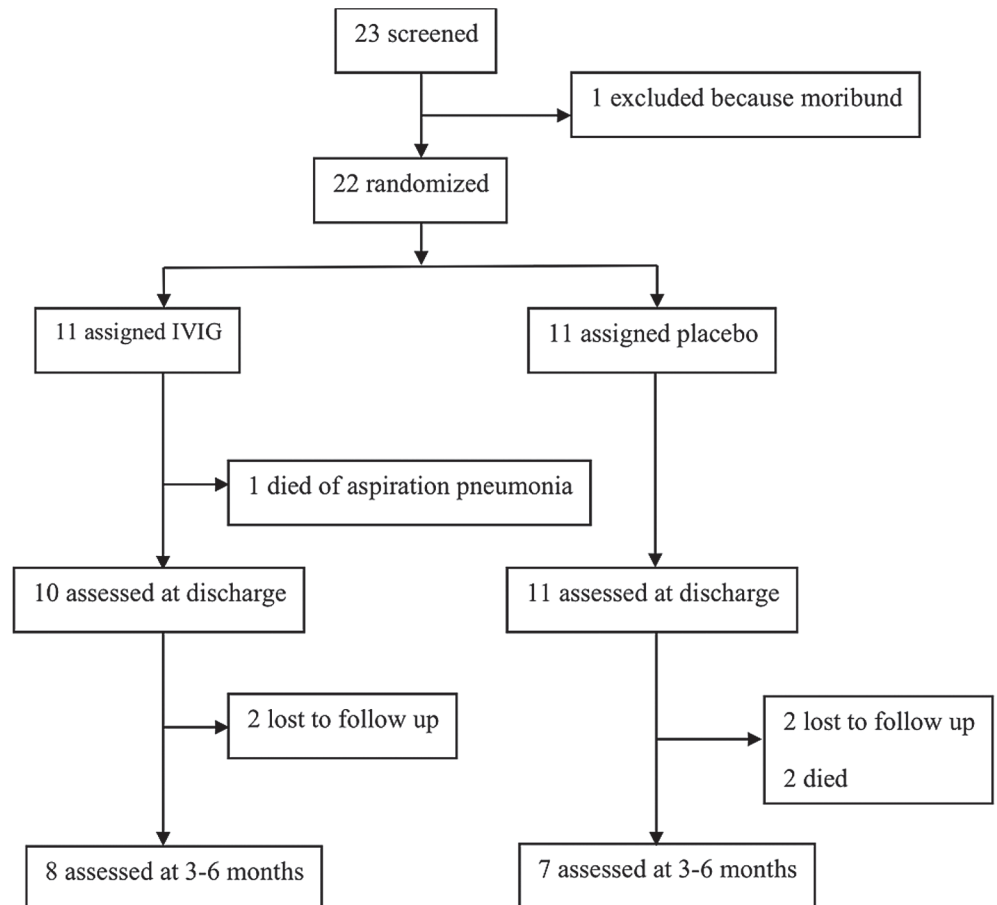 23 screened
1 excluded because moribund
22 randomized
11 assigned IVIG
11 assigned placebo
1 died of aspiration pneumonia
10 assessed at discharge
11 assessed at discharge
2 lost to follow up
2 lost to follow up
2 died
8 assessed at 3-6 months
7 assessed at 3-6 months